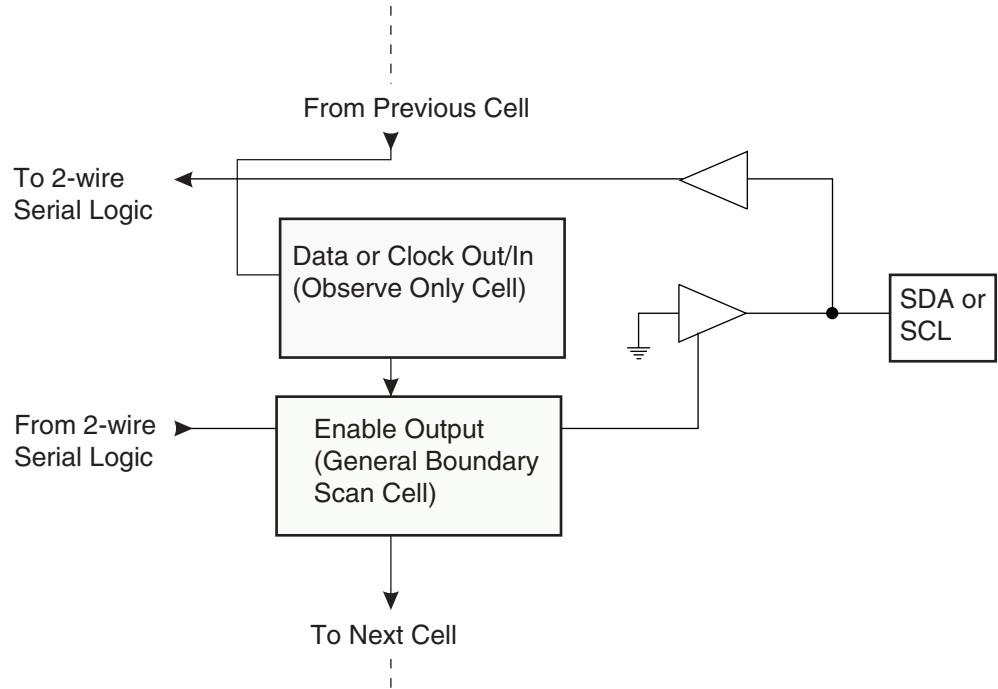 From Previous Cell
To 2-wire
Serial Logic
Data or Clock Out/In
(Observe Only Cell)
SDA or
SCL
From 2-wire
Serial Logic
Enable Output
(General Boundary
Scan Cell)
To Next Cell